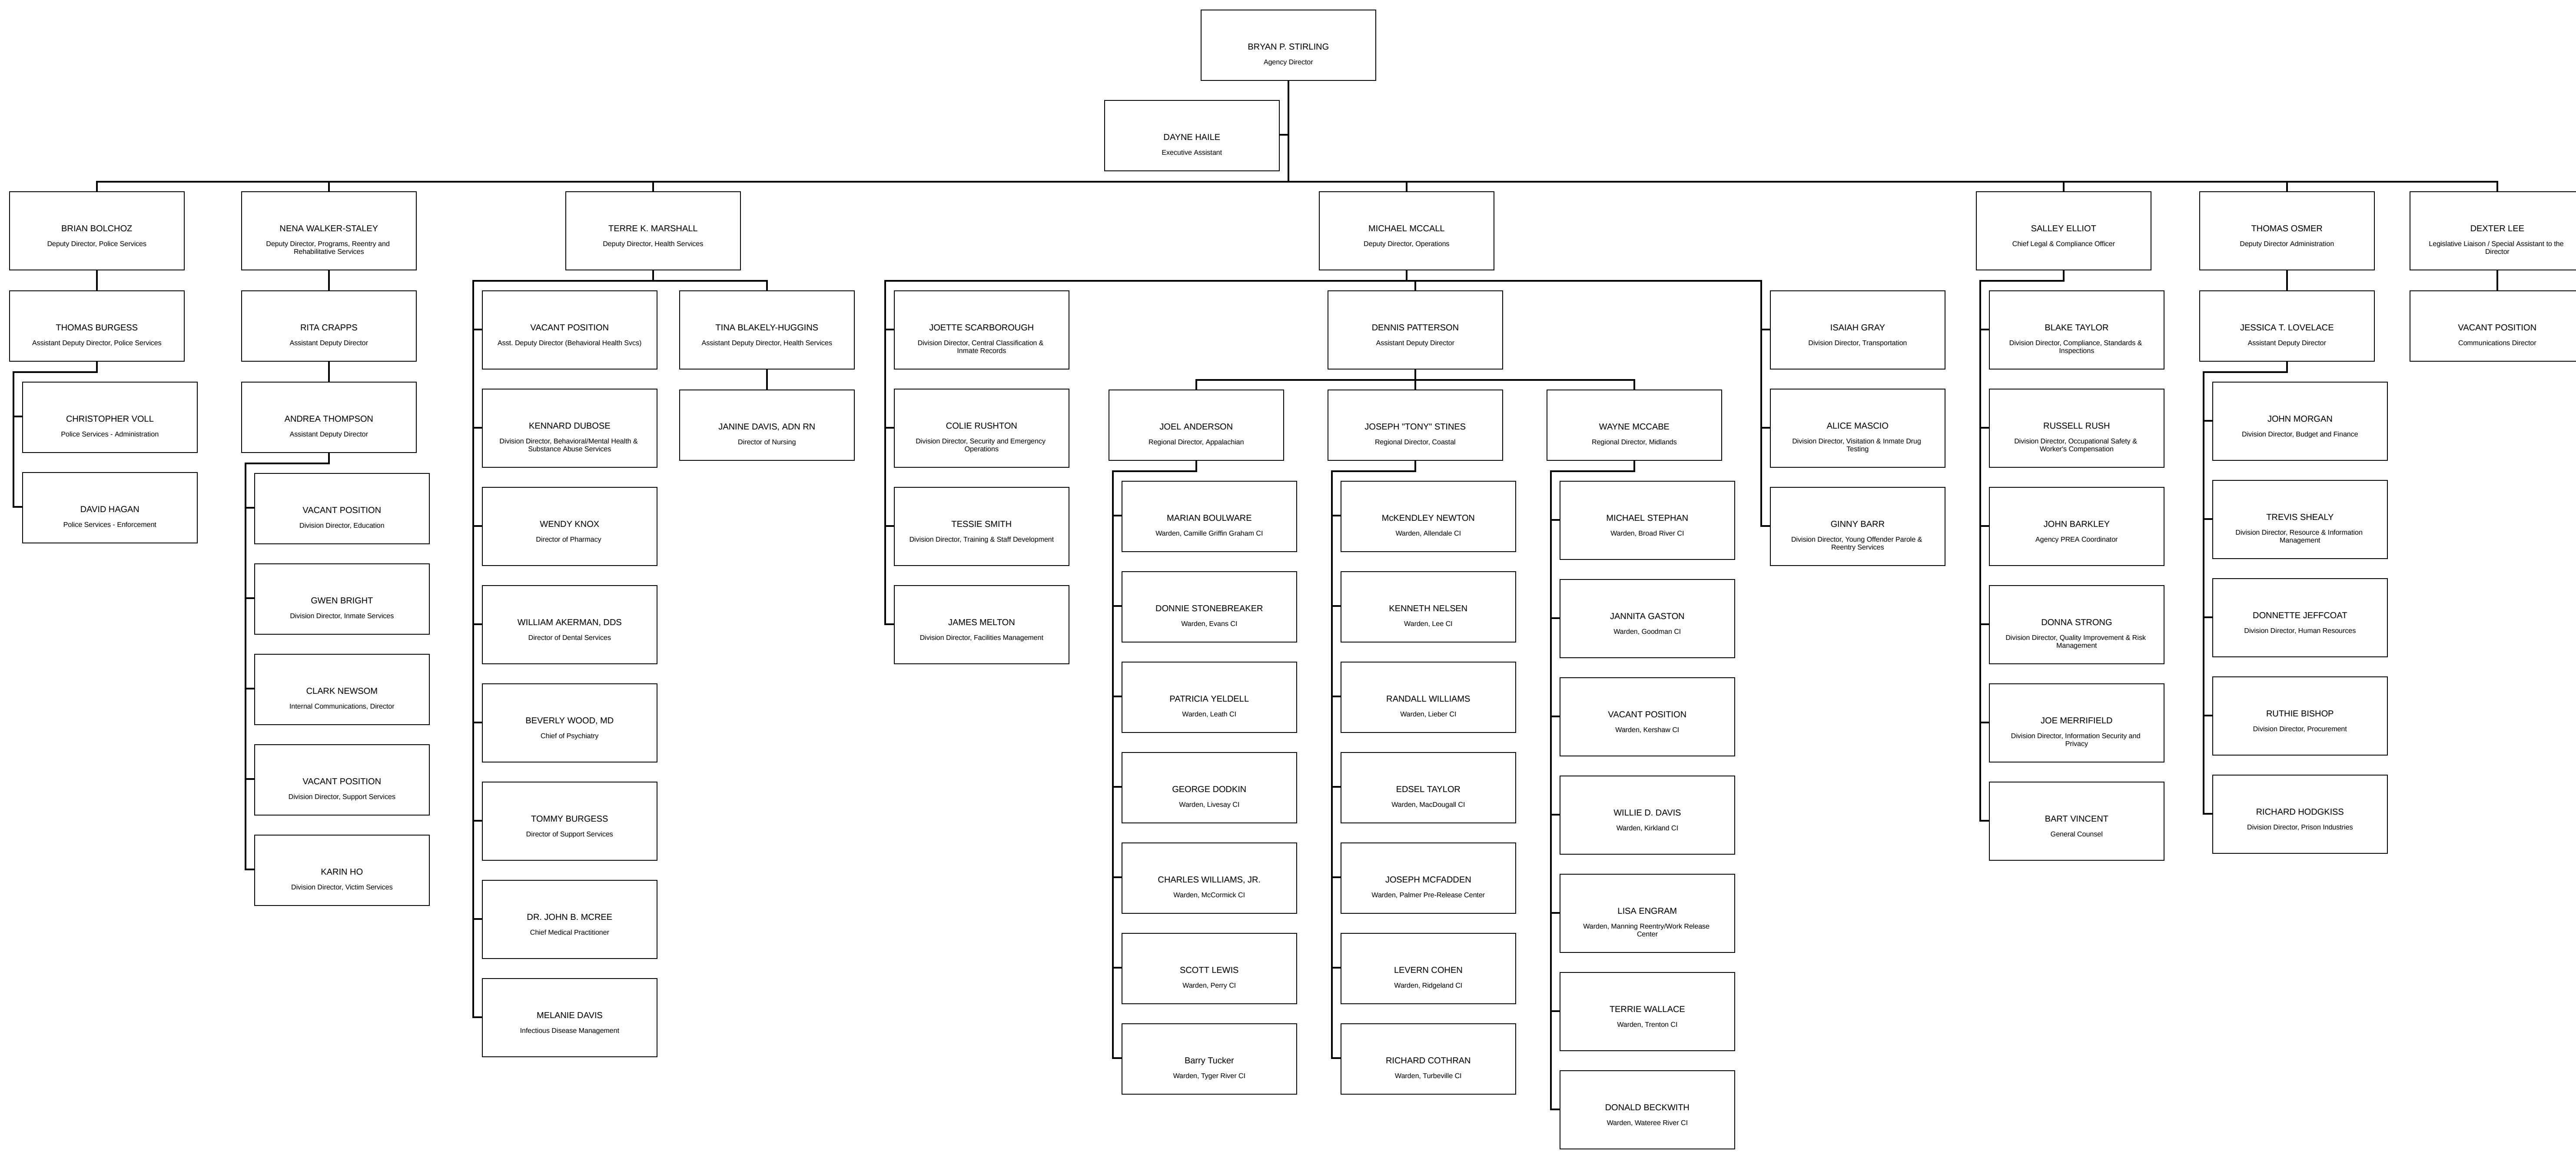 BRYAN P. STIRLING
Agency Director
DAYNE HAILE
Executive Assistant
BRIAN BOLCHOZ
Deputy Director, Police Services
THOMAS BURGESS
Assistant Deputy Director, Police Services
CHRISTOPHER VOLL
Police Services - Administration
DAVID HAGAN
Police Services - Enforcement
NENA WALKER-STALEY
Deputy Director, Programs, Reentry and
Rehabilitative Services
RITA CRAPPS
Assistant Deputy Director
ANDREA THOMPSON
Assistant Deputy Director
VACANT POSITION
Division Director, Education
GWEN BRIGHT
Division Director, Inmate Services
CLARK NEWSOM
Internal Communications, Director
VACANT POSITION
Division Director, Support Services
KARIN HO
Division Director, Victim Services
TERRE K. MARSHALL
Deputy Director, Health Services
VACANT POSITION
Asst. Deputy Director (Behavioral Health Svcs)
KENNARD DUBOSE
Division Director, Behavioral/Mental Health &
Substance Abuse Services
WENDY KNOX
Director of Pharmacy
WILLIAM AKERMAN, DDS
Director of Dental Services
BEVERLY WOOD, MD
Chief of Psychiatry
TOMMY BURGESS
Director of Support Services
DR. JOHN B. MCREE
Chief Medical Practitioner
MELANIE DAVIS
Infectious Disease Management
TINA BLAKELY-HUGGINS
Assistant Deputy Director, Health Services
JANINE DAVIS, ADN RN
Director of Nursing
MICHAEL MCCALL
Deputy Director, Operations
JOETTE SCARBOROUGH
Division Director, Central Classification &
Inmate Records
COLIE RUSHTON
Division Director, Security and Emergency
Operations
TESSIE SMITH
Division Director, Training & Staff Development
JAMES MELTON
Division Director, Facilities Management
DENNIS PATTERSON
Assistant Deputy Director
JOEL ANDERSON
Regional Director, Appalachian
MARIAN BOULWARE
Warden, Camille Griffin Graham CI
DONNIE STONEBREAKER
Warden, Evans CI
PATRICIA YELDELL
Warden, Leath CI
GEORGE DODKIN
Warden, Livesay CI
CHARLES WILLIAMS, JR.
Warden, McCormick CI
SCOTT LEWIS
Warden, Perry CI
Barry Tucker
Warden, Tyger River CI
JOSEPH "TONY" STINES
Regional Director, Coastal
McKENDLEY NEWTON
Warden, Allendale CI
KENNETH NELSEN
Warden, Lee CI
RANDALL WILLIAMS
Warden, Lieber CI
EDSEL TAYLOR
Warden, MacDougall CI
JOSEPH MCFADDEN
Warden, Palmer Pre-Release Center
LEVERN COHEN
Warden, Ridgeland CI
RICHARD COTHRAN
Warden, Turbeville CI
WAYNE MCCABE
Regional Director, Midlands
MICHAEL STEPHAN
Warden, Broad River CI
JANNITA GASTON
Warden, Goodman CI
VACANT POSITION
Warden, Kershaw CI
WILLIE D. DAVIS
Warden, Kirkland CI
LISA ENGRAM
Warden, Manning Reentry/Work Release
Center
TERRIE WALLACE
Warden, Trenton CI
DONALD BECKWITH
Warden, Wateree River CI
ISAIAH GRAY
Division Director, Transportation
ALICE MASCIO
Division Director, Visitation & Inmate Drug
Testing
GINNY BARR
Division Director, Young Offender Parole &
Reentry Services
SALLEY ELLIOT
Chief Legal & Compliance Officer
BLAKE TAYLOR
Division Director, Compliance, Standards &
Inspections
RUSSELL RUSH
Division Director, Occupational Safety &
Worker's Compensation
JOHN BARKLEY
Agency PREA Coordinator
DONNA STRONG
Division Director, Quality Improvement & Risk
Management
JOE MERRIFIELD
Division Director, Information Security and
Privacy
BART VINCENT
General Counsel
THOMAS OSMER
Deputy Director Administration
JESSICA T. LOVELACE
Assistant Deputy Director
JOHN MORGAN
Division Director, Budget and Finance
TREVIS SHEALY
Division Director, Resource & Information
Management
DONNETTE JEFFCOAT
Division Director, Human Resources
RUTHIE BISHOP
Division Director, Procurement
RICHARD HODGKISS
Division Director, Prison Industries
DEXTER LEE
Legislative Liaison / Special Assistant to the
Director
VACANT POSITION
Communications Director